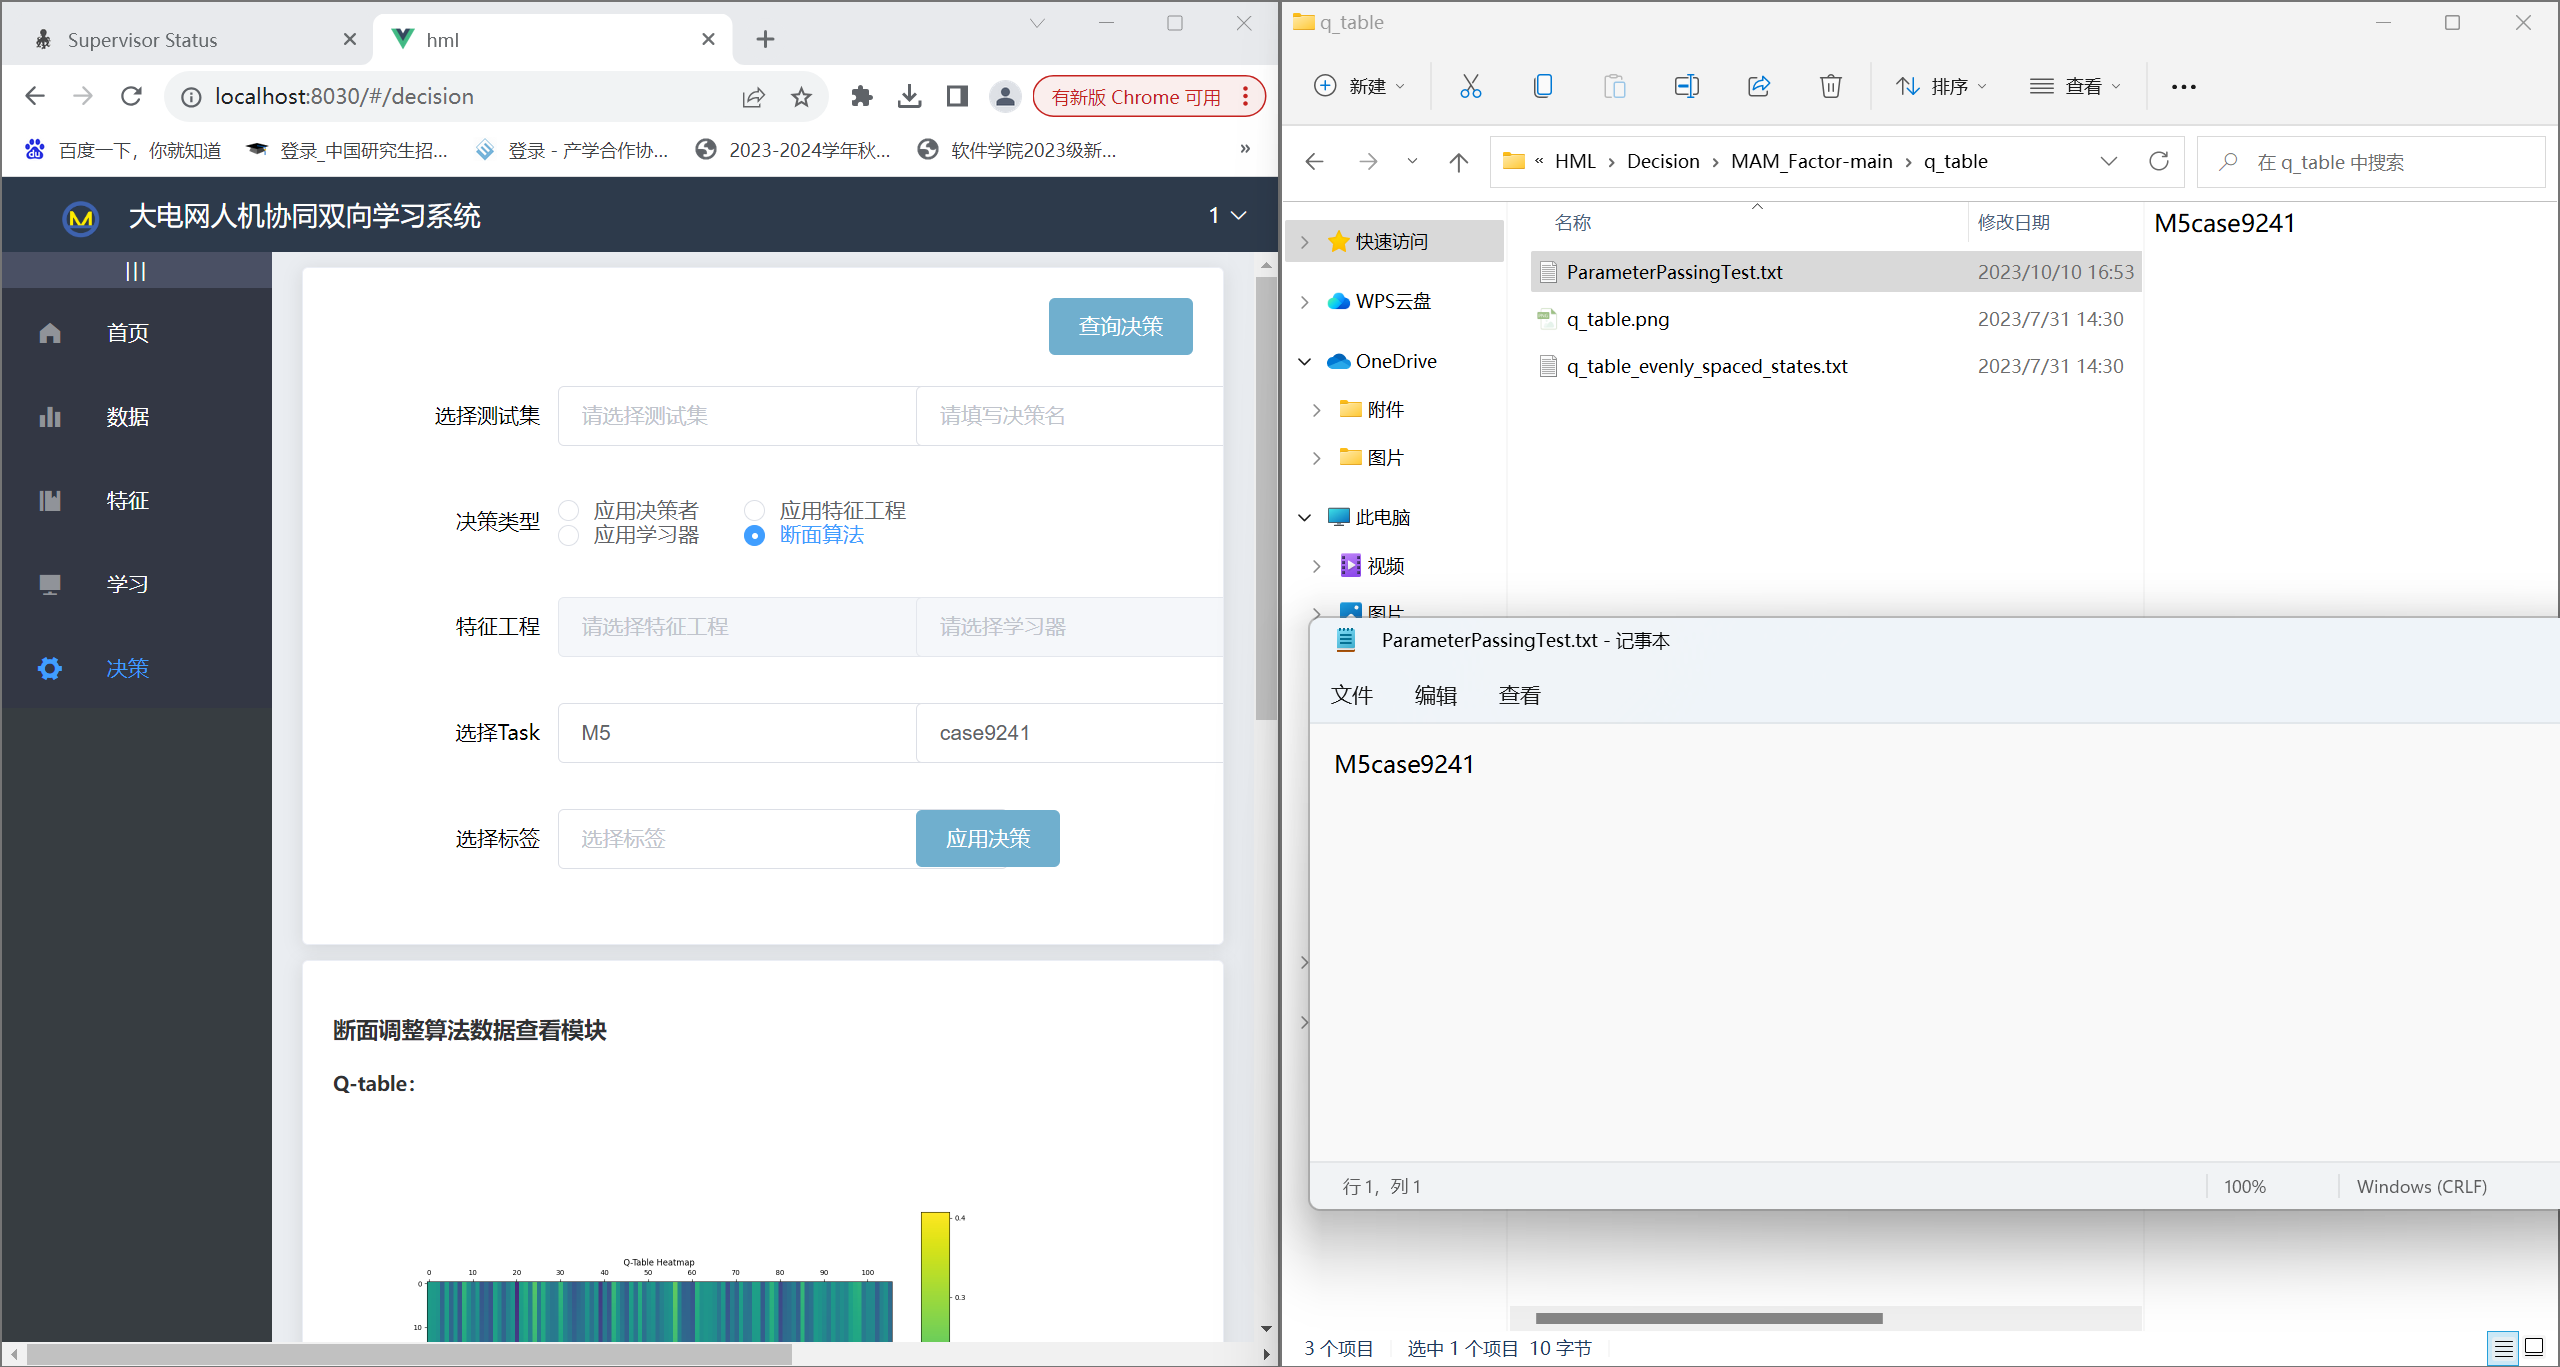 Supervisor Status
hml
localhost:8030/#/decision
有新版 Chrome 可用
百度一下，你就知道
登录_中国研究生招...
登录 - 产学合作协...
2023-2024学年秋...
软件学院2023级新...
»
M
大电网人机协同双向学习系统
1
首页
数据
特征
学习
决策
查询决策
选择测试集
请选择测试集
请填写决策名
决策类型
应用决策者
应用特征工程
应用学习器
断面算法
特征工程
请选择特征工程
请选择学习器
选择Task
M5
case9241
选择标签
选择标签
应用决策
断面调整算法数据查看模块
Q-table：
Q-Table Heatmap
0 10 20 30 40 50 60 70 80 90 100
0
10
0.4
0.3
q_table
新建
排序
查看
« HML › Decision › MAM_Factor-main › q_table
在 q_table 中搜索
快速访问
WPS云盘
OneDrive
附件
图片
此电脑
视频
图片
名称
修改日期
ParameterPassingTest.txt
2023/10/10 16:53
q_table.png
2023/7/31 14:30
q_table_evenly_spaced_states.txt
2023/7/31 14:30
M5case9241
ParameterPassingTest.txt - 记事本
文件
编辑
查看
M5case9241
行 1，列 1
100%
Windows (CRLF)
3 个项目
选中 1 个项目 10 字节